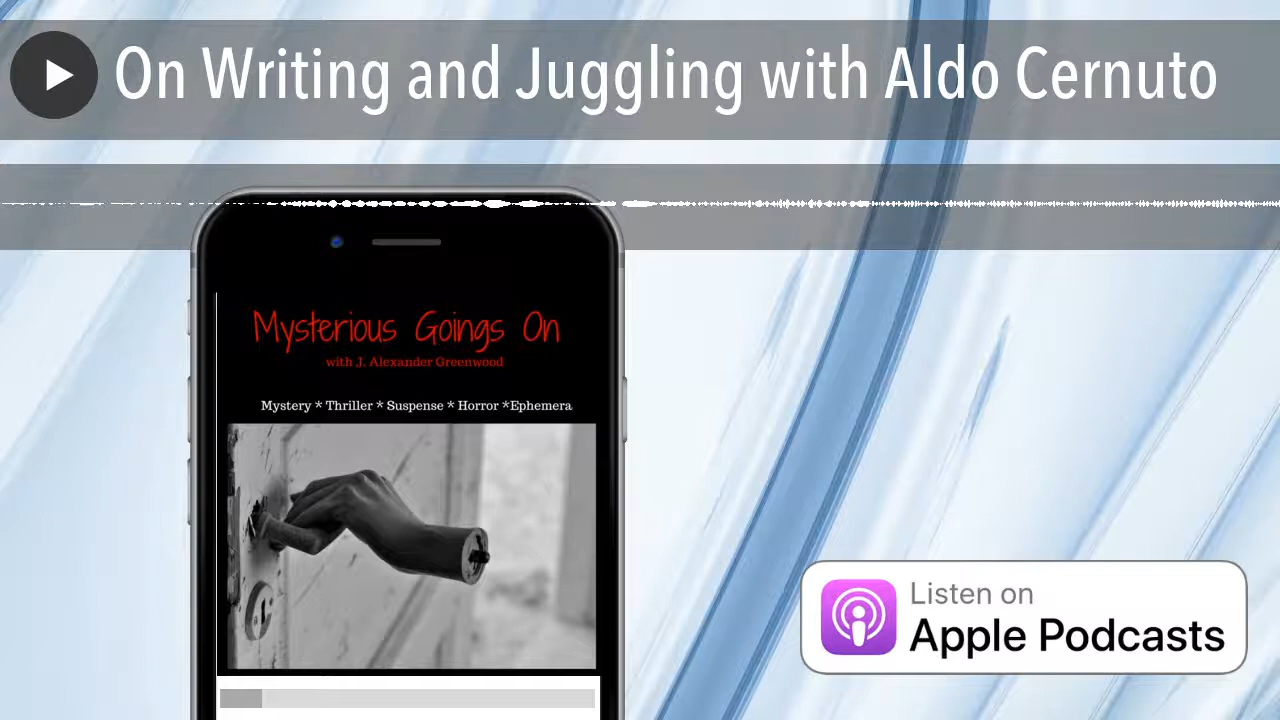 On Writing and Juggling with Aldo Cernuto
Mysterious Goings On
with J. Alexander Greenwood
Mystery * Thriller * Suspense * Horror *Ephemera
Listen on
Apple Podcasts